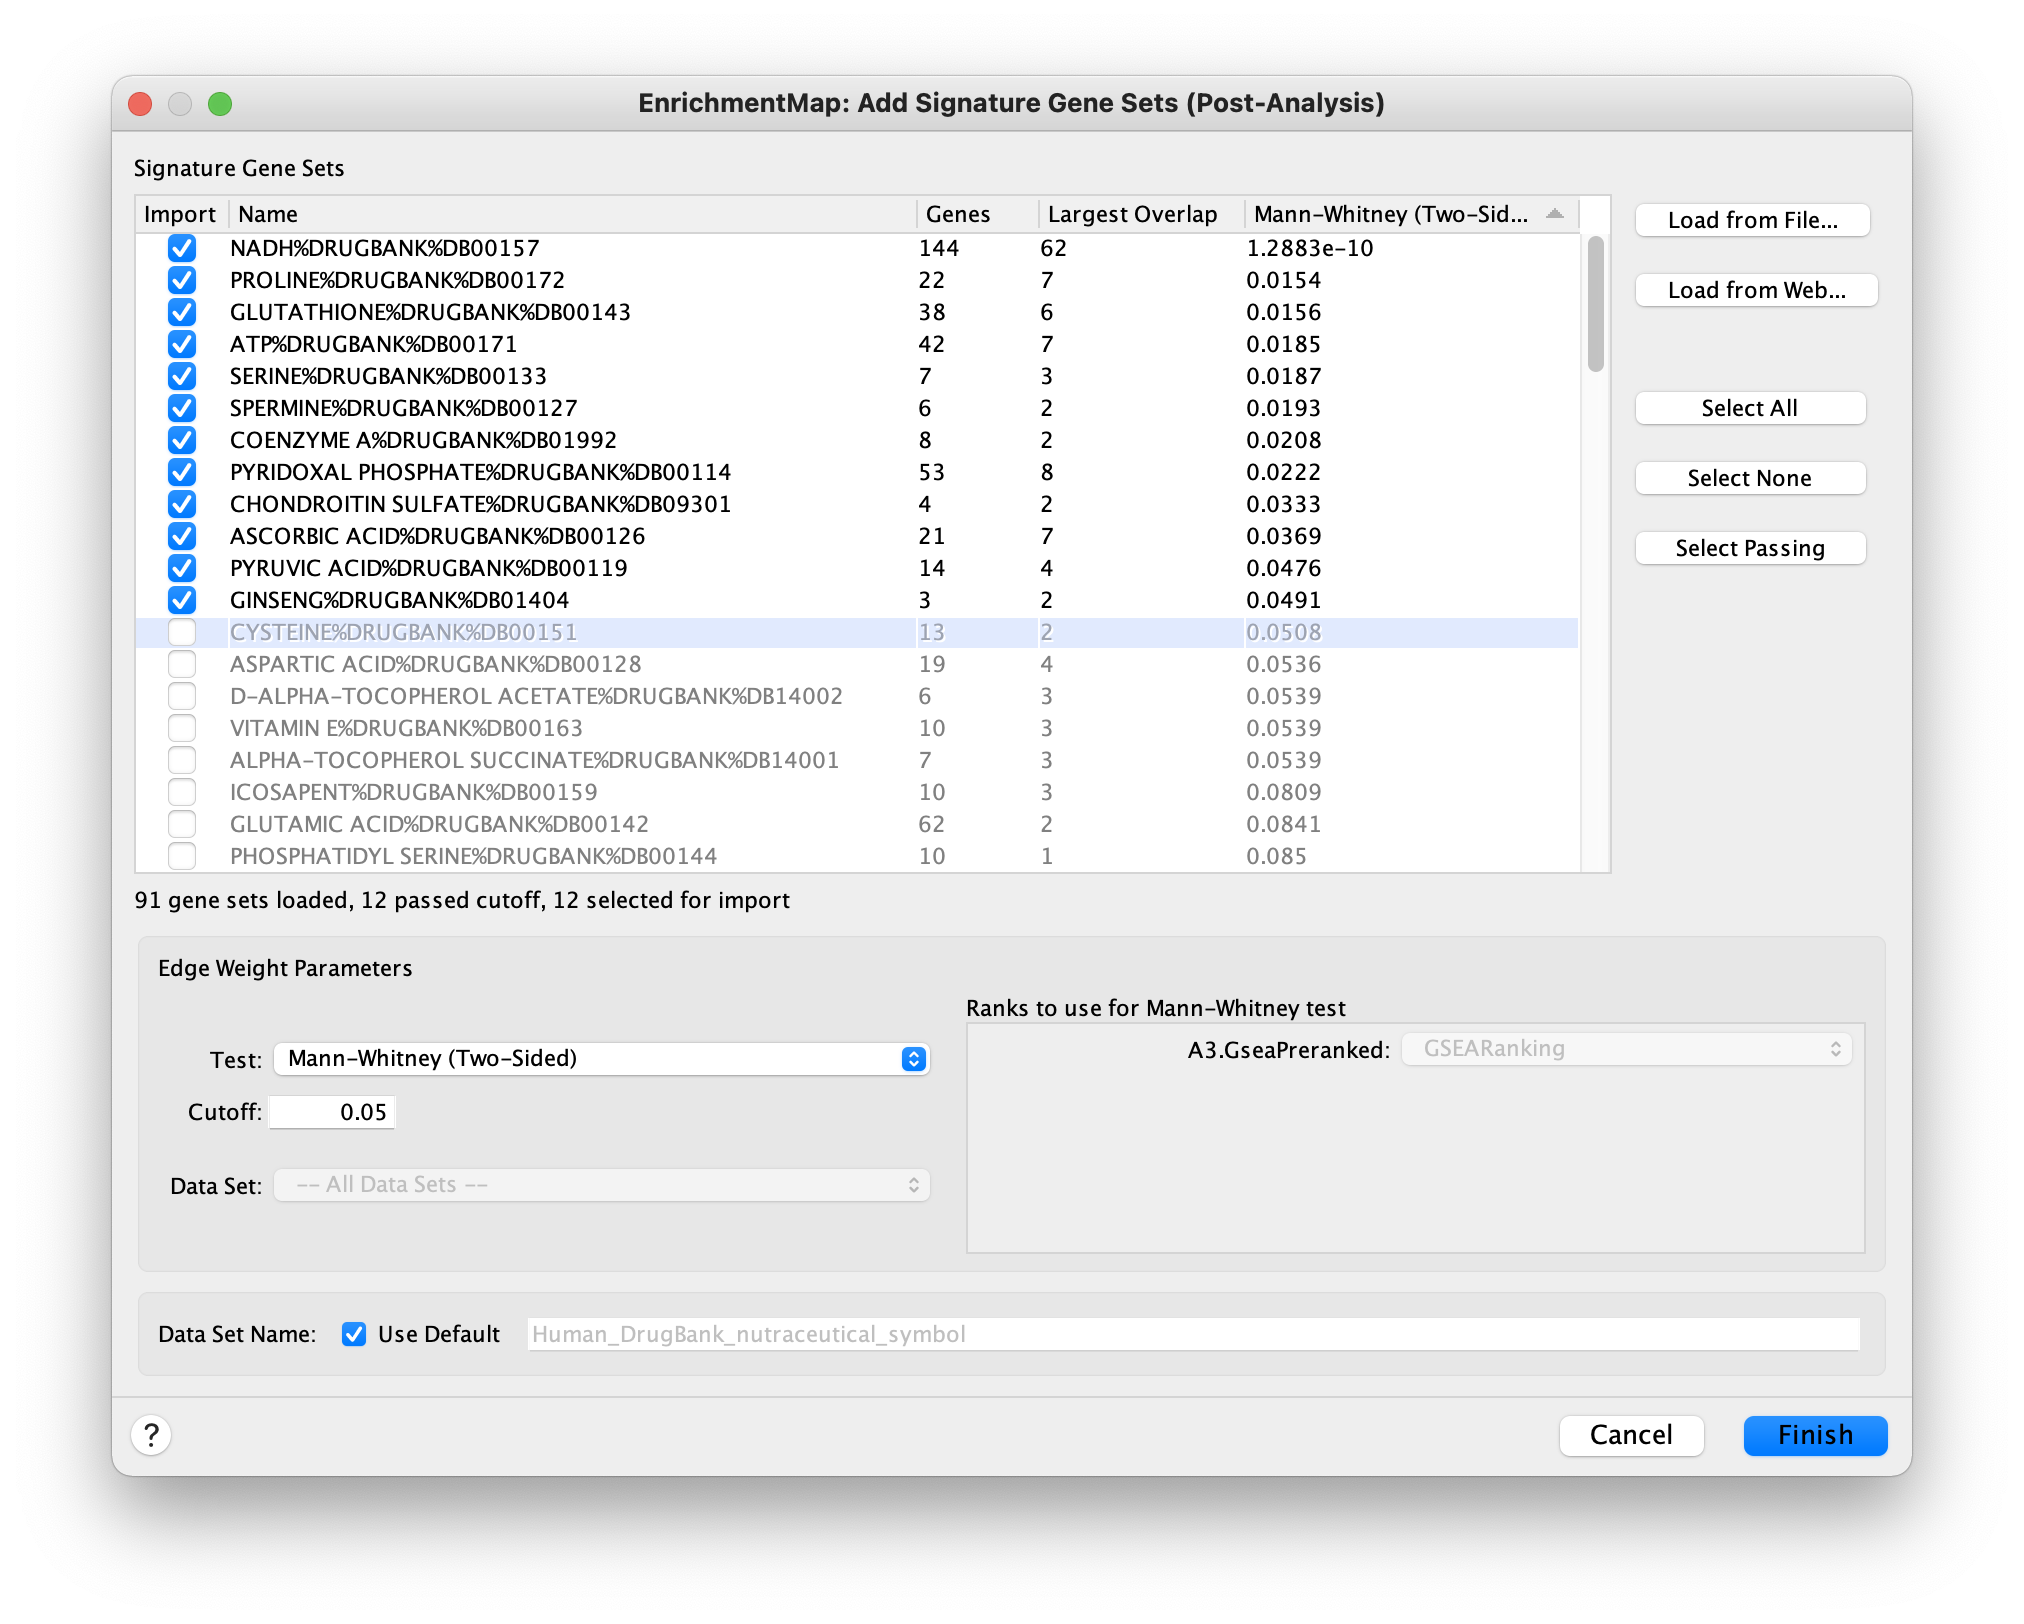 EnrichmentMap: Add Signature Gene Sets (Post-Analysis)
Signature Gene Sets
Import Name Genes Largest Overlap Mann-Whitney (Two-Sid...
NADH%DRUGBANK%DB00157 144 62 1.2883e-10
PROLINE%DRUGBANK%DB00172 22 7 0.0154
GLUTATHIONE%DRUGBANK%DB00143 38 6 0.0156
ATP%DRUGBANK%DB00171 42 7 0.0185
SERINE%DRUGBANK%DB00133 7 3 0.0187
SPERMINE%DRUGBANK%DB00127 6 2 0.0193
COENZYME A%DRUGBANK%DB01992 8 2 0.0208
PYRIDOXAL PHOSPHATE%DRUGBANK%DB00114 53 8 0.0222
CHONDROITIN SULFATE%DRUGBANK%DB09301 4 2 0.0333
ASCORBIC ACID%DRUGBANK%DB00126 21 7 0.0369
PYRUVIC ACID%DRUGBANK%DB00119 14 4 0.0476
GINSENG%DRUGBANK%DB01404 3 2 0.0491
CYSTEINE%DRUGBANK%DB00151 13 2 0.0508
ASPARTIC ACID%DRUGBANK%DB00128 19 4 0.0536
D-ALPHA-TOCOPHEROL ACETATE%DRUGBANK%DB14002 6 3 0.0539
VITAMIN E%DRUGBANK%DB00163 10 3 0.0539
ALPHA-TOCOPHEROL SUCCINATE%DRUGBANK%DB14001 7 3 0.0539
ICOSAPENT%DRUGBANK%DB00159 10 3 0.0809
GLUTAMIC ACID%DRUGBANK%DB00142 62 2 0.0841
PHOSPHATIDYL SERINE%DRUGBANK%DB00144 10 1 0.085
Load from File...
Load from Web...
Select All
Select None
Select Passing
91 gene sets loaded, 12 passed cutoff, 12 selected for import
Edge Weight Parameters
Test: Mann-Whitney (Two-Sided)
Cutoff: 0.05
Data Set: -- All Data Sets --
Ranks to use for Mann-Whitney test
A3.GseaPreranked: GSEARanking
Data Set Name: Use Default Human_DrugBank_nutraceutical_symbol
? Cancel Finish